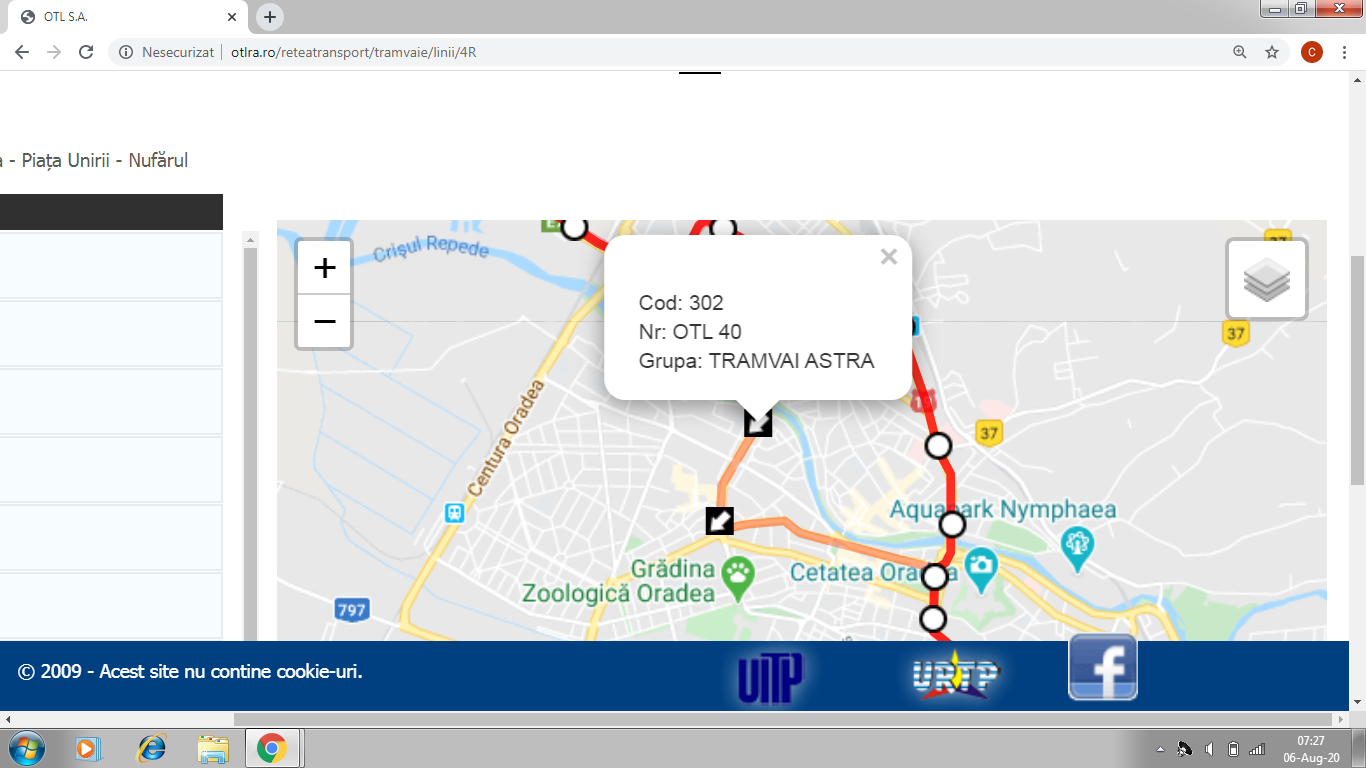 OTL S.A.
Nesecurizat
otlra.ro/reteatransport/tramvaie/linii/4R
C
- Piața Unirii - Nufărul
+
−
Crișul Repede
Cod: 302
Nr: OTL 40
Grupa: TRAMVAI ASTRA
37
37
Centura Oradea
Aquapark Nymphaea
Grădina
Zoologică Oradea
Cetatea Oradea
797
© 2009 - Acest site nu contine cookie-uri.
UITP
URTP
f
07:27
06-Aug-20